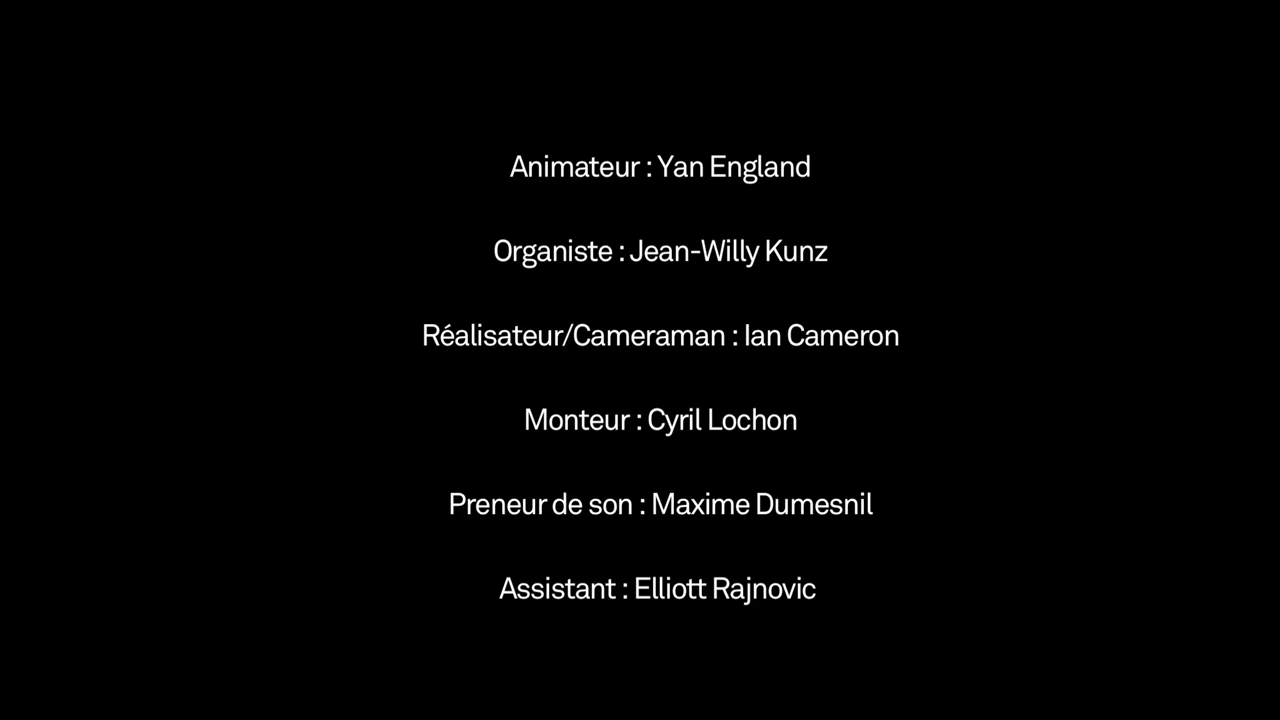 Animateur : Yan England
Organiste : Jean-Willy Kunz
Réalisateur/Cameraman : Ian Cameron
Monteur : Cyril Lochon
Preneur de son : Maxime Dumesnil
Assistant : Elliott Rajnovic